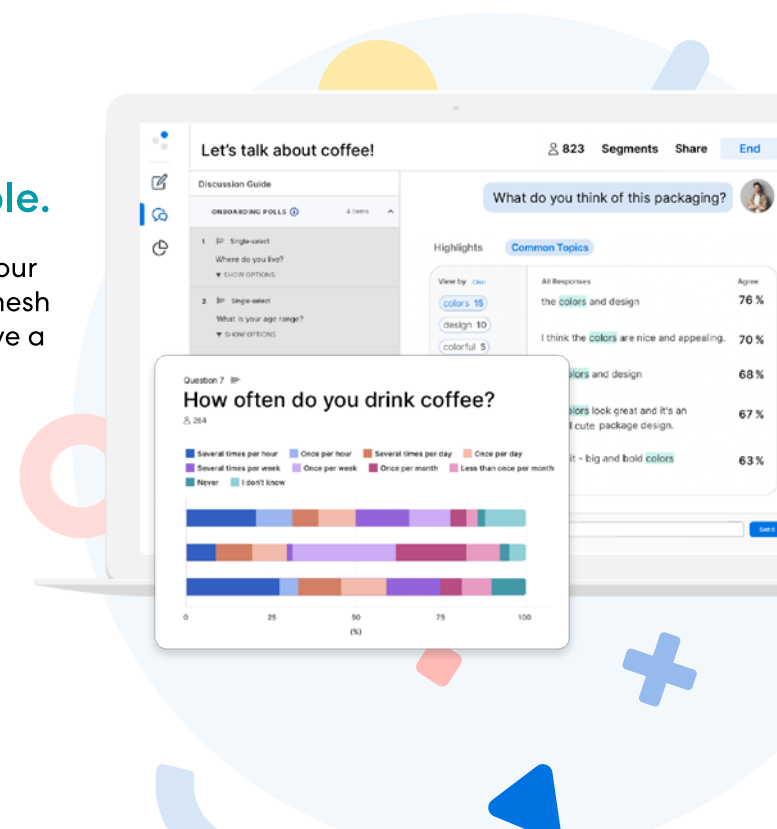 ole.
our
nesh
ve a
Let's talk about coffee!
823 Segments Share End
Discussion Guide
ONBOARDING POLLS 4 items
1 Single-select
Where do you live?
▼ SHOW OPTIONS
2 Single-select
What is your age range?
▼ SHOW OPTIONS
What do you think of this packaging?
Highlights Common Topics
View by Clear
colors 15
design 10
colorful 5
All Responses Agree
the colors and design 76%
I think the colors are nice and appealing. 70%
olors and design 68%
olors look great and it's an 67%
cute package design.
it - big and bold colors 63%
Send
Question 7
How often do you drink coffee?
264
Several times per hour Once per hour Several times per day Once per day
Several times per week Once per week Once per month Less than once per month
Never I don't know
0 25 50 75 100
(%)